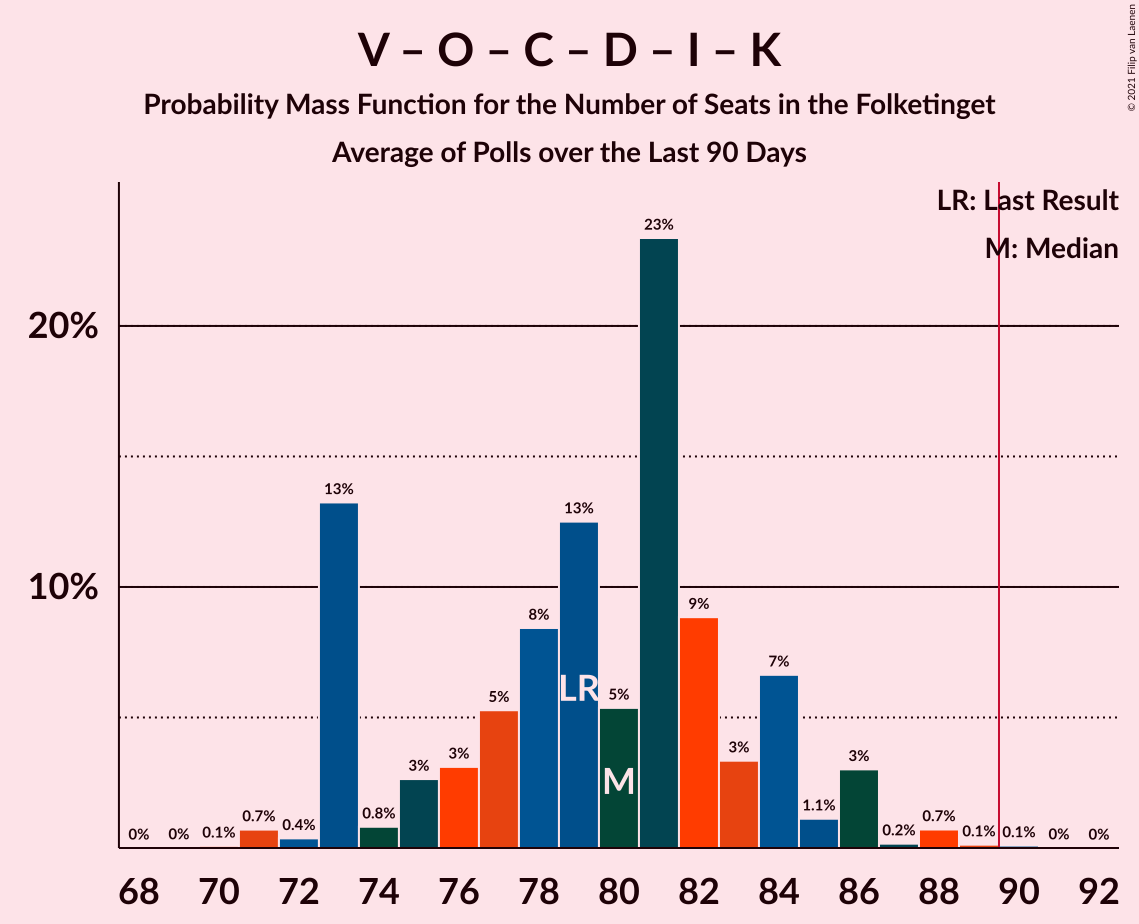 V – O – C – D – I – K
Probability Mass Function for the Number of Seats in the Folketinget
Average of Polls over the Last 90 Days
© 2021 Filip van Laenen
LR: Last Result
M: Median
20%
10%
0% 0% 0.1% 0.7% 0.4% 13% 0.8% 3% 3% 5% 8% 13% 5% 23% 9% 3% 7% 1.1% 3% 0.2% 0.7% 0.1% 0.1% 0% 0%
LR
M
68 70 72 74 76 78 80 82 84 86 88 90 92